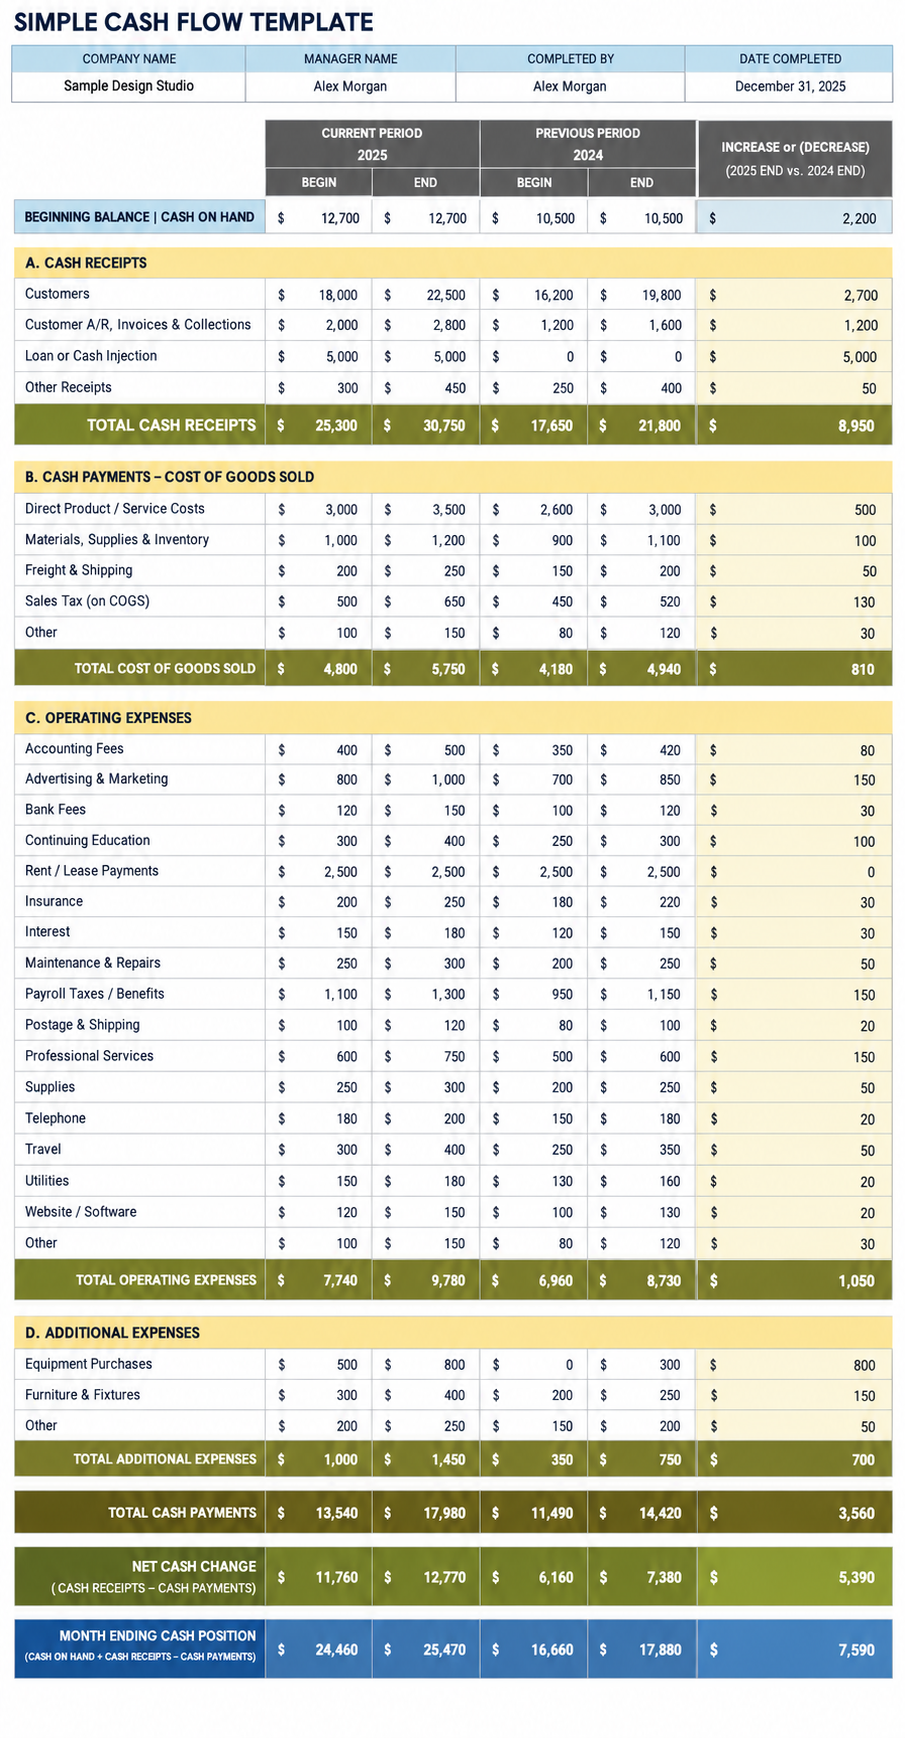 SIMPLE CASH FLOW TEMPLATE
COMPANY NAME MANAGER NAME COMPLETED BY DATE COMPLETED
Sample Design Studio Alex Morgan Alex Morgan December 31, 2025
CURRENT PERIOD PREVIOUS PERIOD INCREASE or (DECREASE)
2025 2024 (2025 END vs. 2024 END)
BEGIN END BEGIN END
BEGINNING BALANCE | CASH ON HAND $ 12,700 $ 12,700 $ 10,500 $ 10,500 $ 2,200
A. CASH RECEIPTS
Customers $ 18,000 $ 22,500 $ 16,200 $ 19,800 $ 2,700
Customer A/R, Invoices & Collections $ 2,000 $ 2,800 $ 1,200 $ 1,600 $ 1,200
Loan or Cash Injection $ 5,000 $ 5,000 $ 0 $ 0 $ 5,000
Other Receipts $ 300 $ 450 $ 250 $ 400 $ 50
TOTAL CASH RECEIPTS $ 25,300 $ 30,750 $ 17,650 $ 21,800 $ 8,950
B. CASH PAYMENTS – COST OF GOODS SOLD
Direct Product / Service Costs $ 3,000 $ 3,500 $ 2,600 $ 3,000 $ 500
Materials, Supplies & Inventory $ 1,000 $ 1,200 $ 900 $ 1,100 $ 100
Freight & Shipping $ 200 $ 250 $ 150 $ 200 $ 50
Sales Tax (on COGS) $ 500 $ 650 $ 450 $ 520 $ 130
Other $ 100 $ 150 $ 80 $ 120 $ 30
TOTAL COST OF GOODS SOLD $ 4,800 $ 5,750 $ 4,180 $ 4,940 $ 810
C. OPERATING EXPENSES
Accounting Fees $ 400 $ 500 $ 350 $ 420 $ 80
Advertising & Marketing $ 800 $ 1,000 $ 700 $ 850 $ 150
Bank Fees $ 120 $ 150 $ 100 $ 120 $ 30
Continuing Education $ 300 $ 400 $ 250 $ 300 $ 100
Rent / Lease Payments $ 2,500 $ 2,500 $ 2,500 $ 2,500 $ 0
Insurance $ 200 $ 250 $ 180 $ 220 $ 30
Interest $ 150 $ 180 $ 120 $ 150 $ 30
Maintenance & Repairs $ 250 $ 300 $ 200 $ 250 $ 50
Payroll Taxes / Benefits $ 1,100 $ 1,300 $ 950 $ 1,150 $ 150
Postage & Shipping $ 100 $ 120 $ 80 $ 100 $ 20
Professional Services $ 600 $ 750 $ 500 $ 600 $ 150
Supplies $ 250 $ 300 $ 200 $ 250 $ 50
Telephone $ 180 $ 200 $ 150 $ 180 $ 20
Travel $ 300 $ 400 $ 250 $ 350 $ 50
Utilities $ 150 $ 180 $ 130 $ 160 $ 20
Website / Software $ 120 $ 150 $ 100 $ 130 $ 20
Other $ 100 $ 150 $ 80 $ 120 $ 30
TOTAL OPERATING EXPENSES $ 7,740 $ 9,780 $ 6,960 $ 8,730 $ 1,050
D. ADDITIONAL EXPENSES
Equipment Purchases $ 500 $ 800 $ 0 $ 300 $ 800
Furniture & Fixtures $ 300 $ 400 $ 200 $ 250 $ 150
Other $ 200 $ 250 $ 150 $ 200 $ 50
TOTAL ADDITIONAL EXPENSES $ 1,000 $ 1,450 $ 350 $ 750 $ 700
TOTAL CASH PAYMENTS $ 13,540 $ 17,980 $ 11,490 $ 14,420 $ 3,560
NET CASH CHANGE
( CASH RECEIPTS – CASH PAYMENTS) $ 11,760 $ 12,770 $ 6,160 $ 7,380 $ 5,390
MONTH ENDING CASH POSITION
(CASH ON HAND + CASH RECEIPTS – CASH PAYMENTS) $ 24,460 $ 25,470 $ 16,660 $ 17,880 $ 7,590